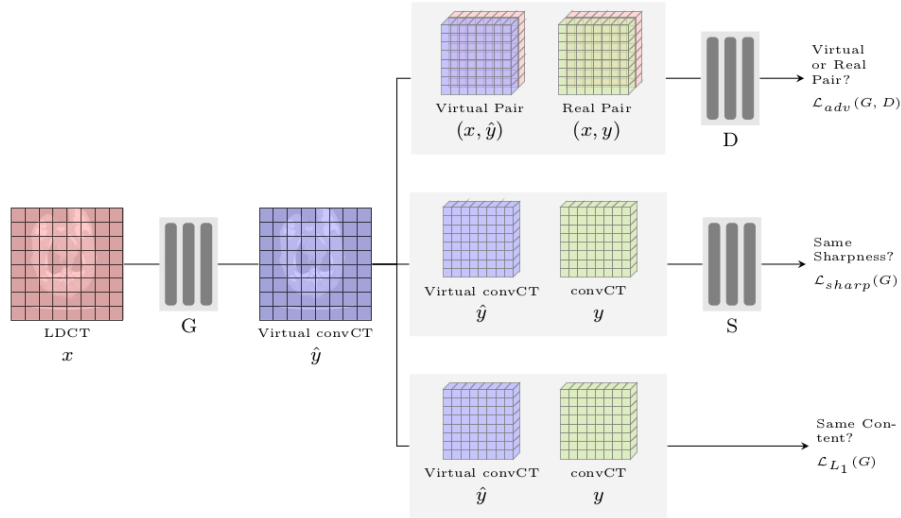 LDCT
x
G
Virtual convCT
ŷ
Virtual Pair
(x, ŷ)
Real Pair
(x, y)
D
Virtual
or Real
Pair?
ℒadv(G, D)
Virtual convCT
ŷ
convCT
y
S
Same
Sharpness?
ℒsharp(G)
Virtual convCT
ŷ
convCT
y
Same Con-
tent?
ℒL₁(G)